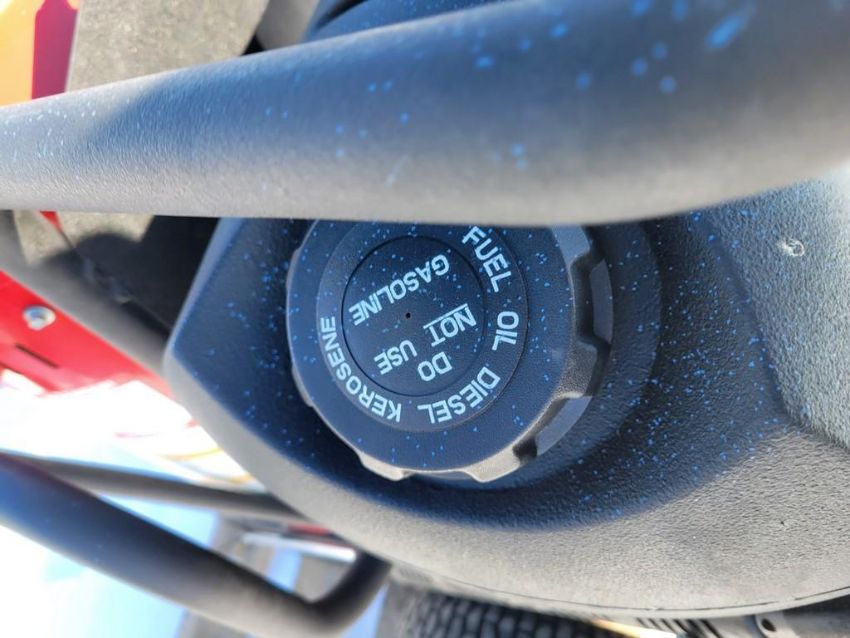 FUEL OIL DIESEL KEROSENE
DO
NOT USE
GASOLINE